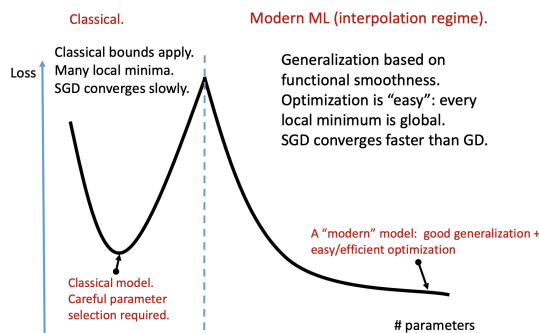 Classical.
Modern ML (interpolation regime).
Classical bounds apply.
Many local minima.
SGD converges slowly.
Loss
Generalization based on
functional smoothness.
Optimization is “easy”: every
local minimum is global.
SGD converges faster than GD.
A “modern” model:  good generalization +
easy/efficient optimization
Classical model.
Careful parameter
selection required.
# parameters